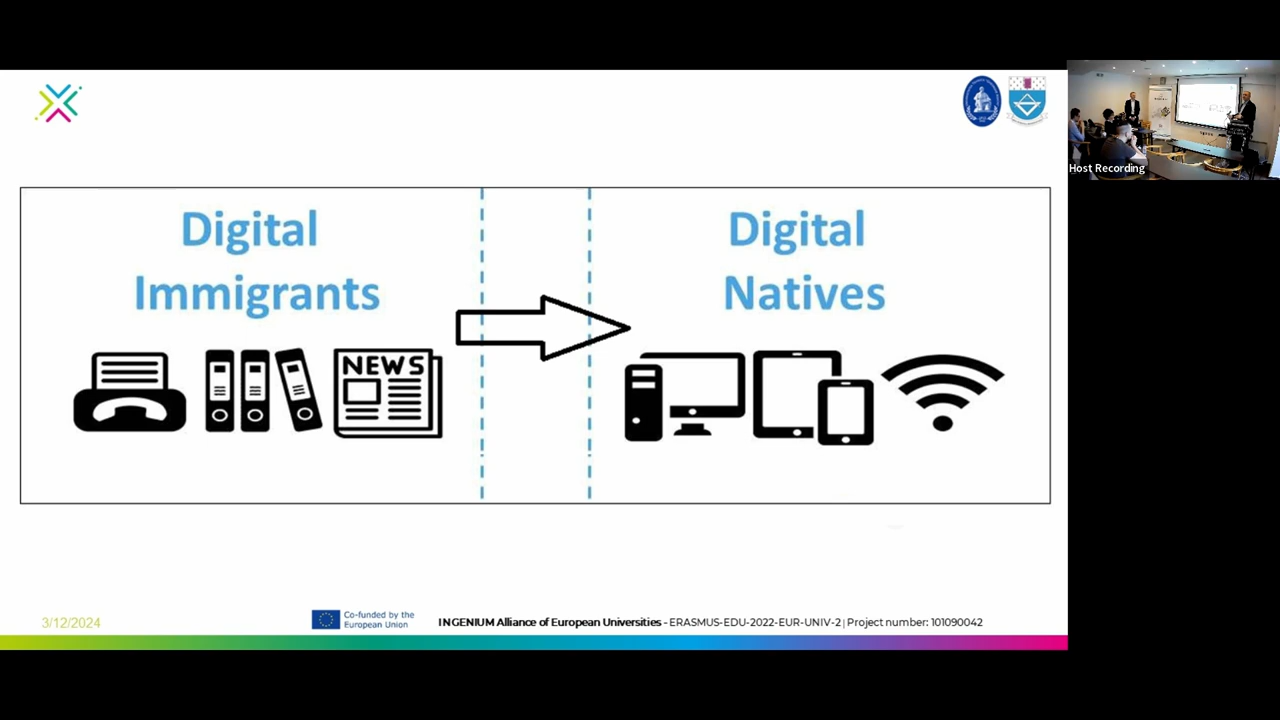 Digital
Immigrants
NEWS
Digital
Natives
Host Recording
3/12/2024
Co-funded by the
European Union
INGENIUM Alliance of European Universities - ERASMUS-EDU-2022-EUR-UNIV-2 | Project number: 101090042